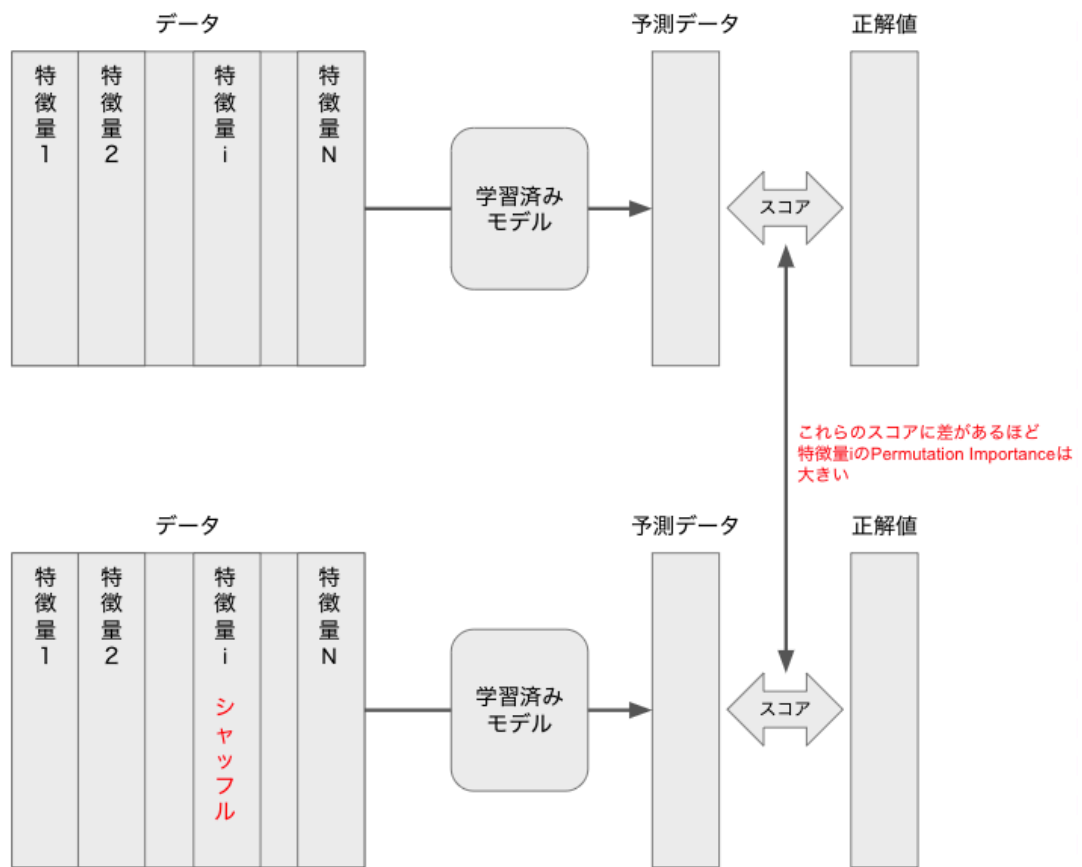 データ
予測データ
正解値
特徴量1
特徴量2
特徴量i
特徴量N
学習済み
モデル
スコア
これらのスコアに差があるほど
特徴量iのPermutation Importanceは
大きい
データ
予測データ
正解値
特徴量1
特徴量2
特徴量i
シャッフル
特徴量N
学習済み
モデル
スコア